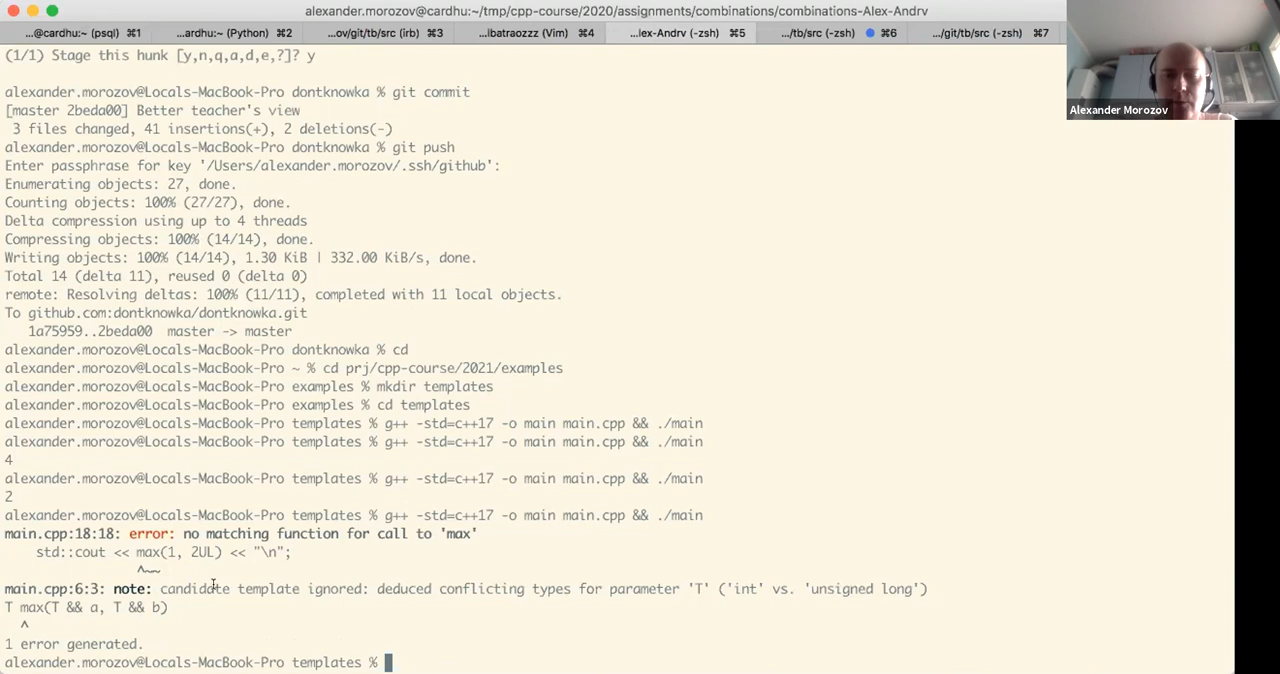 alexander.morozov@cardhu:~/tmp/cpp-course/2020/assignments/combinations/combinations-Alex-Andrv
...@cardhu:~ (psql) ⌘1 ...ardhu:~ (Python) ⌘2 ...ov/git/tb/src (irb) ⌘3 ...ibatraozzz (Vim) ⌘4 ...lex-Andrv (-zsh) ⌘5 .../tb/src (-zsh) ⌘6 .../git/tb/src (-zsh) ⌘7
Alexander Morozov
(1/1) Stage this hunk [y,n,q,a,d,e,?]? y
alexander.morozov@Locals-MacBook-Pro dontknowka % git commit
[master 2beda00] Better teacher's view
3 files changed, 41 insertions(+), 2 deletions(-)
alexander.morozov@Locals-MacBook-Pro dontknowka % git push
Enter passphrase for key '/Users/alexander.morozov/.ssh/github':
Enumerating objects: 27, done.
Counting objects: 100% (27/27), done.
Delta compression using up to 4 threads
Compressing objects: 100% (14/14), done.
Writing objects: 100% (14/14), 1.30 KiB | 332.00 KiB/s, done.
Total 14 (delta 11), reused 0 (delta 0)
remote: Resolving deltas: 100% (11/11), completed with 11 local objects.
To github.com:dontknowka/dontknowka.git
1a75959..2beda00  master -> master
alexander.morozov@Locals-MacBook-Pro dontknowka % cd
alexander.morozov@Locals-MacBook-Pro ~ % cd prj/cpp-course/2021/examples
alexander.morozov@Locals-MacBook-Pro examples % mkdir templates
alexander.morozov@Locals-MacBook-Pro examples % cd templates
alexander.morozov@Locals-MacBook-Pro templates % g++ -std=c++17 -o main main.cpp && ./main
alexander.morozov@Locals-MacBook-Pro templates % g++ -std=c++17 -o main main.cpp && ./main
4
alexander.morozov@Locals-MacBook-Pro templates % g++ -std=c++17 -o main main.cpp && ./main
2
alexander.morozov@Locals-MacBook-Pro templates % g++ -std=c++17 -o main main.cpp && ./main
main.cpp:18:18: error: no matching function for call to 'max'
std::cout << max(1, 2UL) << "\n";
^~~
main.cpp:6:3: note: candidate template ignored: deduced conflicting types for parameter 'T' ('int' vs. 'unsigned long')
T max(T && a, T && b)
^
1 error generated.
alexander.morozov@Locals-MacBook-Pro templates %